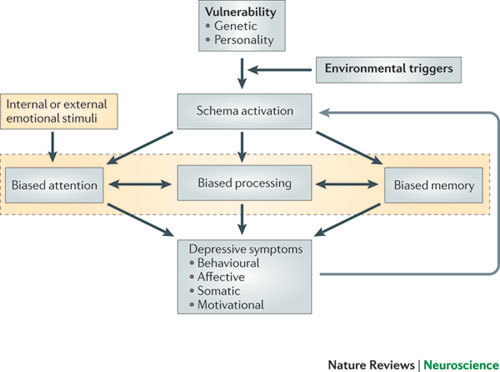 Vulnerability
• Genetic
• Personality
Environmental triggers
Internal or external
emotional stimuli
Schema activation
Biased attention
Biased processing
Biased memory
Depressive symptoms
• Behavioural
• Affective
• Somatic
• Motivational
Nature Reviews | Neuroscience